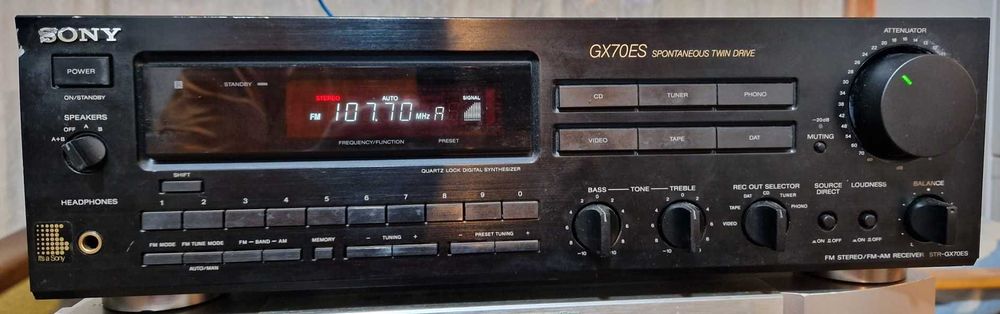 SONY
POWER
ON/STANDBY
SPEAKERS
OFF A B
A+B
HEADPHONES
It's a Sony
STANDBY
STEREO AUTO SIGNAL
FM 107.70 MHz A
FREQUENCY/FUNCTION PRESET
QUARTZ LOCK DIGITAL SYNTHESIZER
SHIFT
1 2 3 4 5 6 7 8 9 0
FM MODE FM TUNE MODE FM — BAND — AM MEMORY − TUNING + − PRESET TUNING +
AUTO/MAN
GX70ES SPONTANEOUS TWIN DRIVE
CD TUNER PHONO
VIDEO TAPE DAT
BASS — TONE — TREBLE
REC OUT SELECTOR
VIDEO TAPE DAT CD TUNER PHONO
SOURCE DIRECT
ON OFF
LOUDNESS
ON OFF
ATTENUATOR
-20dB
MUTING
dB
BALANCE
L
FM STEREO/FM-AM RECEIVER STR-GX70ES